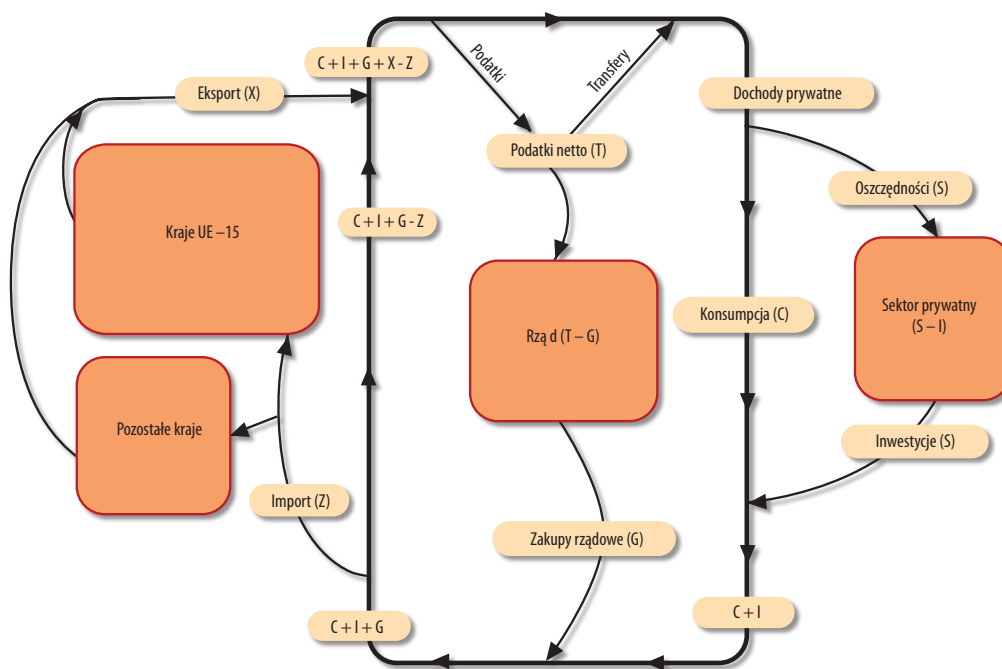 C + I + G + X - Z
Podatki
Transfery
Eksport (X)
Dochody prywatne
Podatki netto (T)
Oszczędności (S)
C + I + G - Z
Kraje UE –15
Rzą d (T – G)
Konsumpcja (C)
Sektor prywatny
(S – I)
Pozostałe kraje
Inwestycje (S)
Import (Z)
Zakupy rządowe (G)
C + I + G
C + I